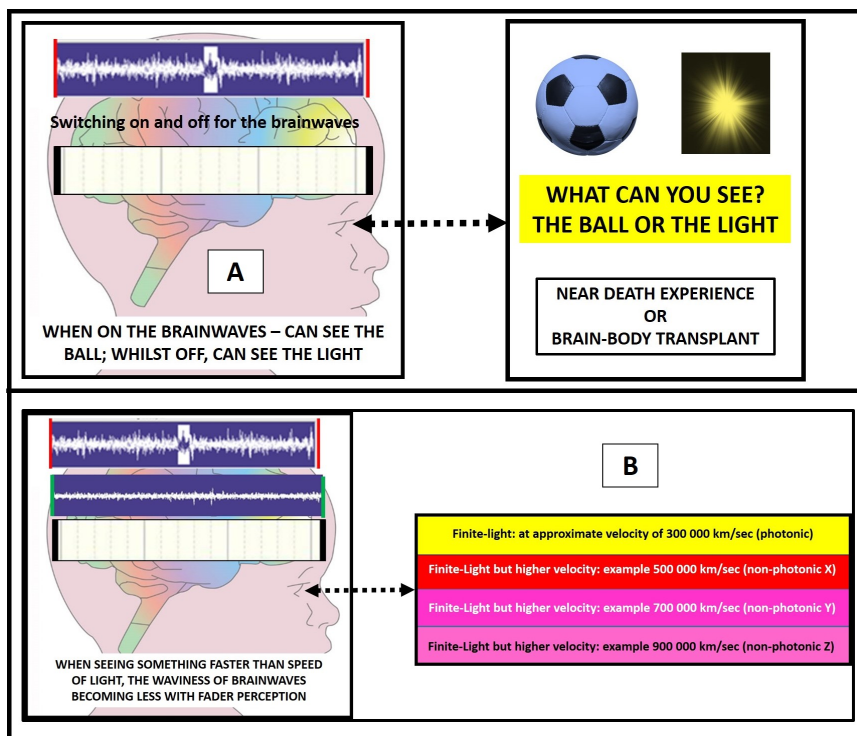 Switching on and off for the brainwaves
A
WHEN ON THE BRAINWAVES – CAN SEE THE
BALL; WHILST OFF, CAN SEE THE LIGHT
WHAT CAN YOU SEE?
THE BALL OR THE LIGHT
NEAR DEATH EXPERIENCE
OR
BRAIN-BODY TRANSPLANT
WHEN SEEING SOMETHING FASTER THAN SPEED
OF LIGHT, THE WAVINESS OF BRAINWAVES
BECOMING LESS WITH FADER PERCEPTION
B
Finite-light: at approximate velocity of 300 000 km/sec (photonic)
Finite-Light but higher velocity: example 500 000 km/sec (non-photonic X)
Finite-Light but higher velocity: example 700 000 km/sec (non-photonic Y)
Finite-Light but higher velocity: example 900 000 km/sec (non-photonic Z)